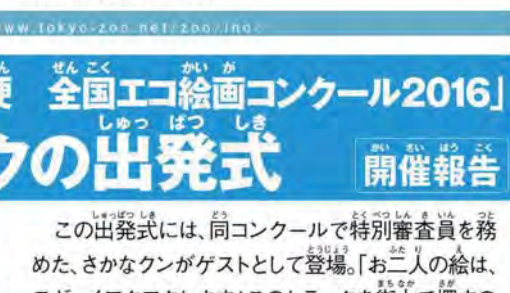 www.tokyo-zoo.net/zoo/ino
全国エコ絵画コンクール2016」
クの出発式 開催報告
この出発式には、同コンクールで特別審査員を務
めた、さかなクンがゲストとして登場。「お二人の絵は、